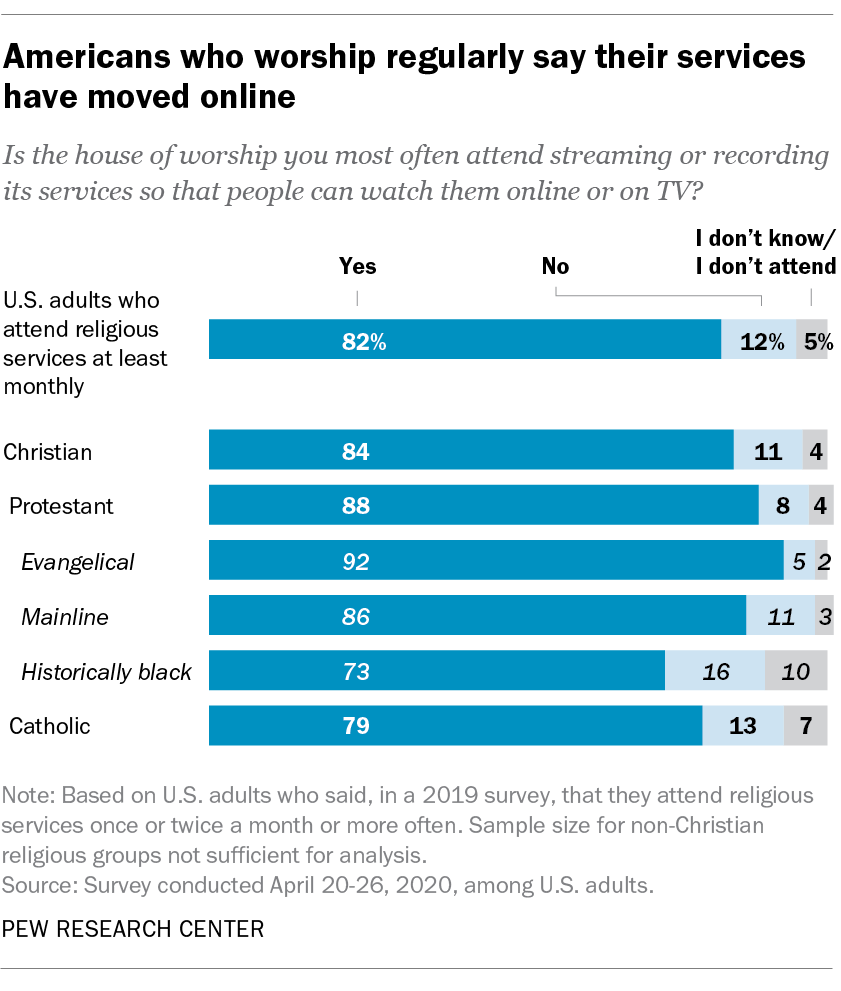 Americans who worship regularly say their services
have moved online
Is the house of worship you most often attend streaming or recording
its services so that people can watch them online or on TV?
Yes
No
I don’t know/
I don’t attend
U.S. adults who
attend religious
services at least
monthly
82% 12% 5%
Christian 84 11 4
Protestant 88 8 4
Evangelical 92 5 2
Mainline 86 11 3
Historically black 73 16 10
Catholic 79 13 7
Note: Based on U.S. adults who said, in a 2019 survey, that they attend religious
services once or twice a month or more often. Sample size for non-Christian
religious groups not sufficient for analysis.
Source: Survey conducted April 20-26, 2020, among U.S. adults.
PEW RESEARCH CENTER